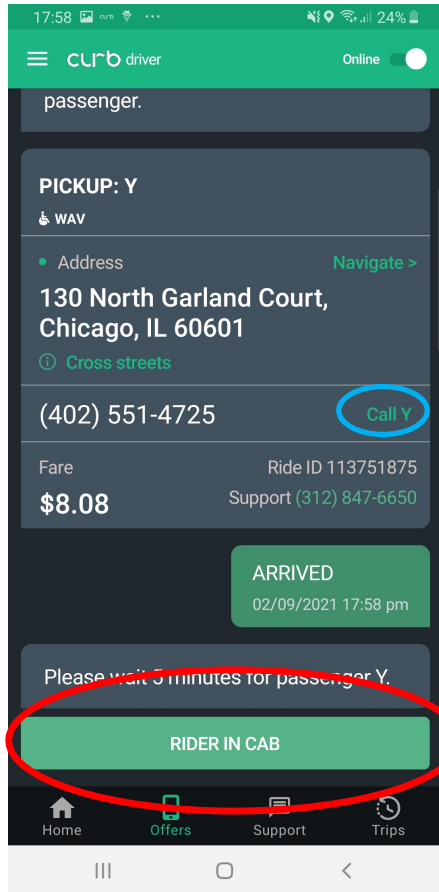 17:58 curb ... 24%
curb driver Online
passenger.
PICKUP: Y
WAV
Address Navigate >
130 North Garland Court,
Chicago, IL 60601
Cross streets
(402) 551-4725 Call Y
Fare Ride ID 113751875
$8.08 Support (312) 847-6650
ARRIVED
02/09/2021 17:58 pm
Please wait 5 minutes for passenger Y.
RIDER IN CAB
Home Offers Support Trips